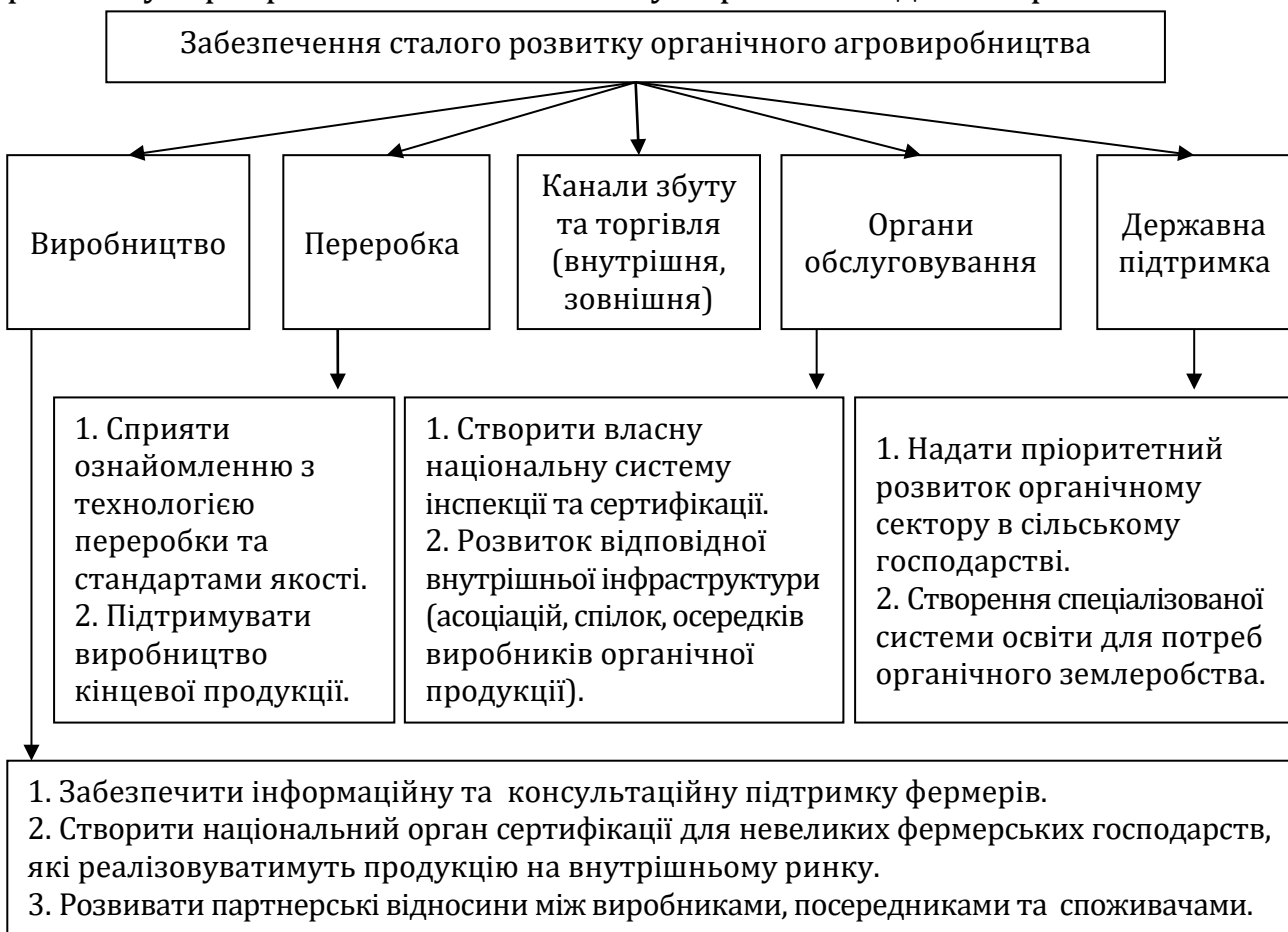 Забезпечення сталого розвитку органічного агровиробництва
Виробництво
Переробка
Канали збуту
та торгівля
(внутрішня,
зовнішня)
Органи
обслуговування
Державна
підтримка
1. Сприяти
ознайомленню з
технологією
переробки та
стандартами якості.
2. Підтримувати
виробництво
кінцевої продукції.
1. Створити власну
національну систему
інспекції та сертифікації.
2. Розвиток відповідної
внутрішньої інфраструктури
(асоціацій, спілок, осередків
виробників органічної
продукції).
1. Надати пріоритетний
розвиток органічному
сектору в сільському
господарстві.
2. Створення спеціалізованої
системи освіти для потреб
органічного землеробства.
1. Забезпечити інформаційну та консультаційну підтримку фермерів.
2. Створити національний орган сертифікації для невеликих фермерських господарств,
які реалізовуватимуть продукцію на внутрішньому ринку.
3. Розвивати партнерські відносини між виробниками, посередниками та споживачами.